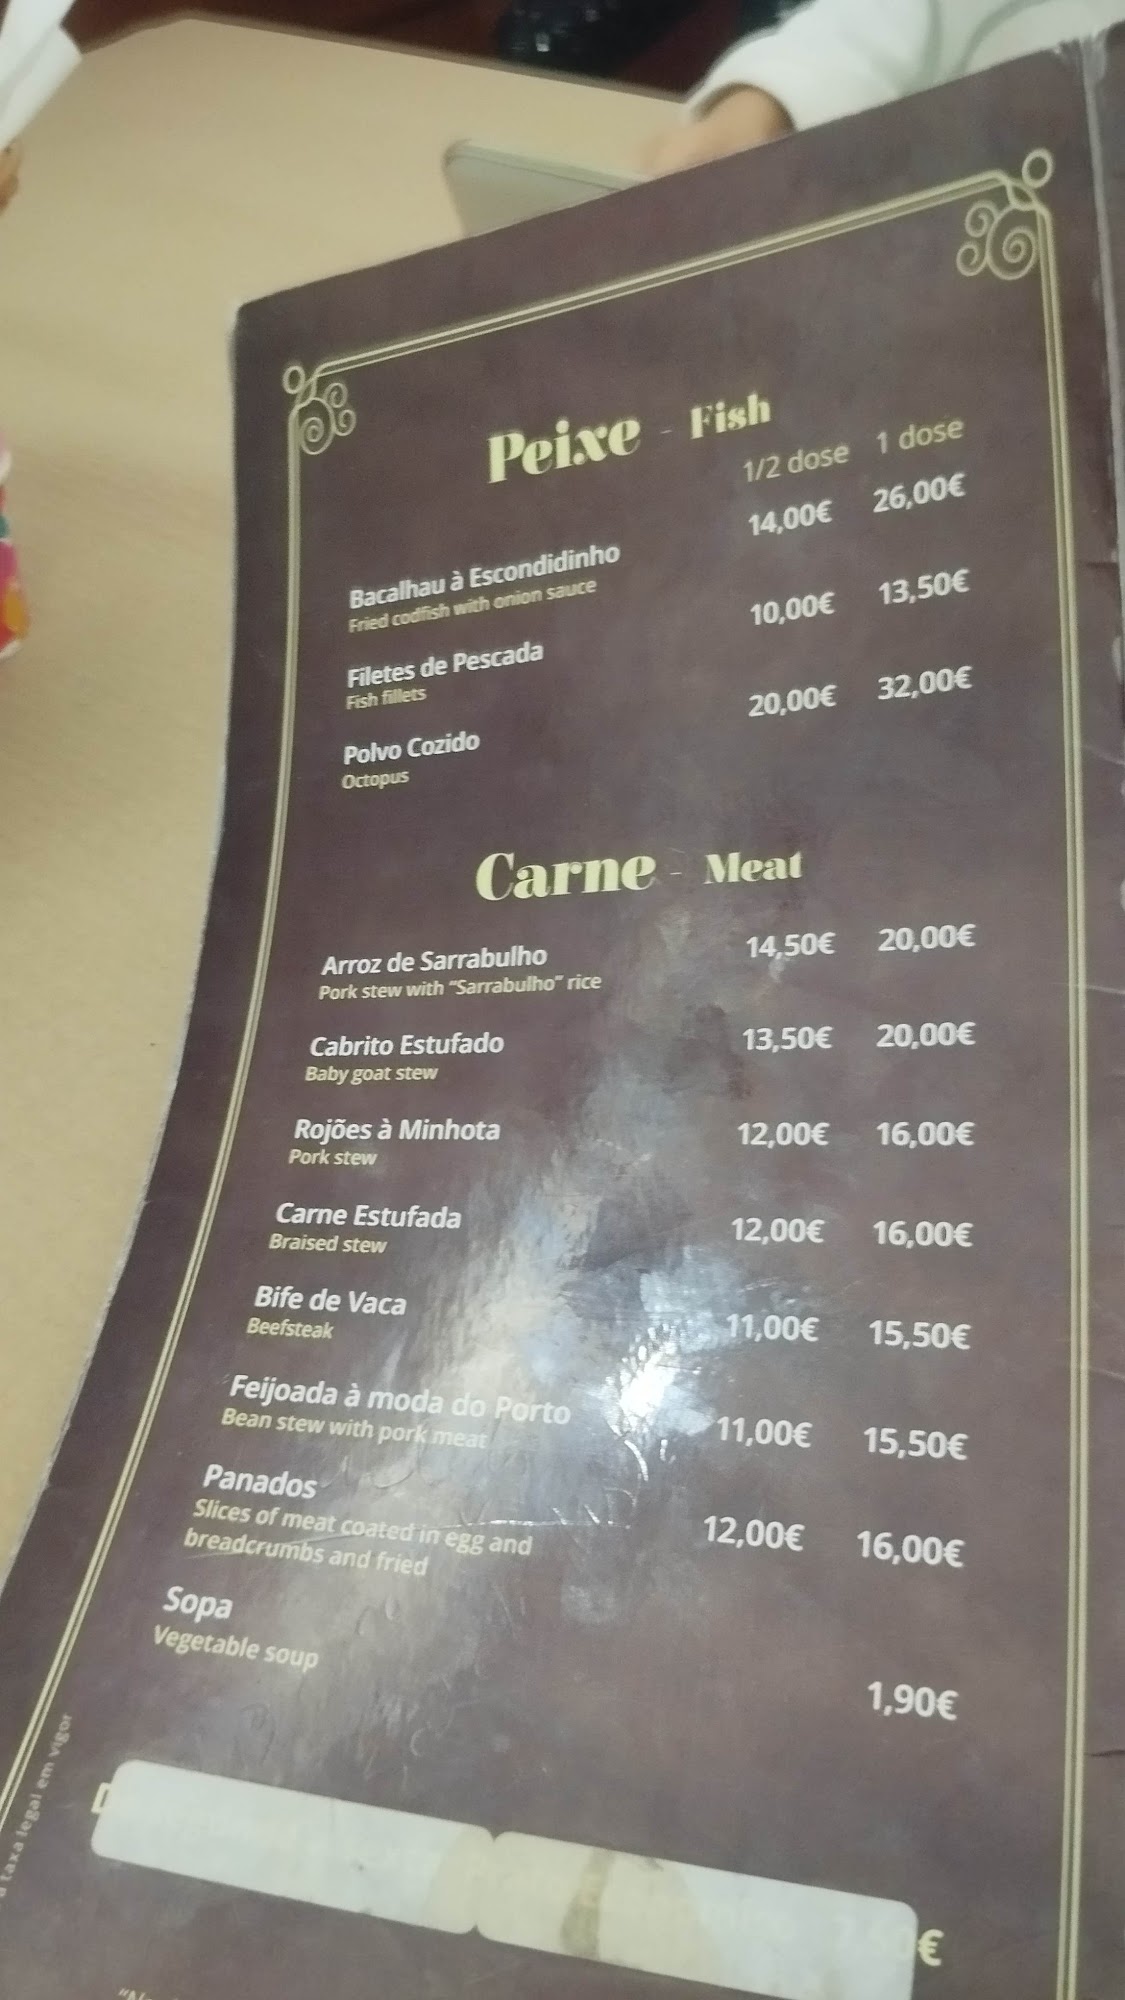 Peixe - Fish
1/2 dose 1 dose
Bacalhau à Escondidinho 14,00€ 26,00€
Fried codfish with onion sauce
Filetes de Pescada 10,00€ 13,50€
Fish fillets
Polvo Cozido 20,00€ 32,00€
Octopus
Carne - Meat
Arroz de Sarrabulho 14,50€ 20,00€
Pork stew with “Sarrabulho” rice
Cabrito Estufado 13,50€ 20,00€
Baby goat stew
Rojões à Minhota 12,00€ 16,00€
Pork stew
Carne Estufada 12,00€ 16,00€
Braised stew
Bife de Vaca 11,00€ 15,50€
Beefsteak
Feijoada à moda do Porto 11,00€ 15,50€
Bean stew with pork meat
Panados 12,00€ 16,00€
Slices of meat coated in egg and
breadcrumbs and fried
Sopa 1,90€
Vegetable soup
€
taxa legal em vigor